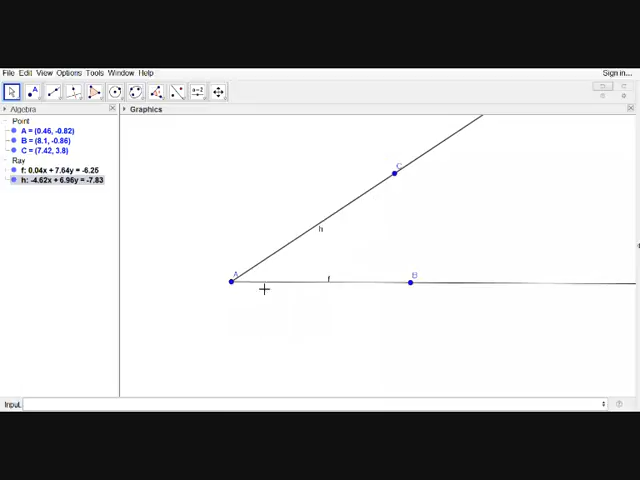 File Edit View Options Tools Window Help Sign in...
A a=2
Algebra
Graphics
Point
A = (0.46, -0.82)
B = (8.1, -0.86)
C = (7.42, 3.8)
Ray
f: 0.04x + 7.64y = -6.25
h: -4.62x + 6.96y = -7.83
C
h
A
f
B
Input: